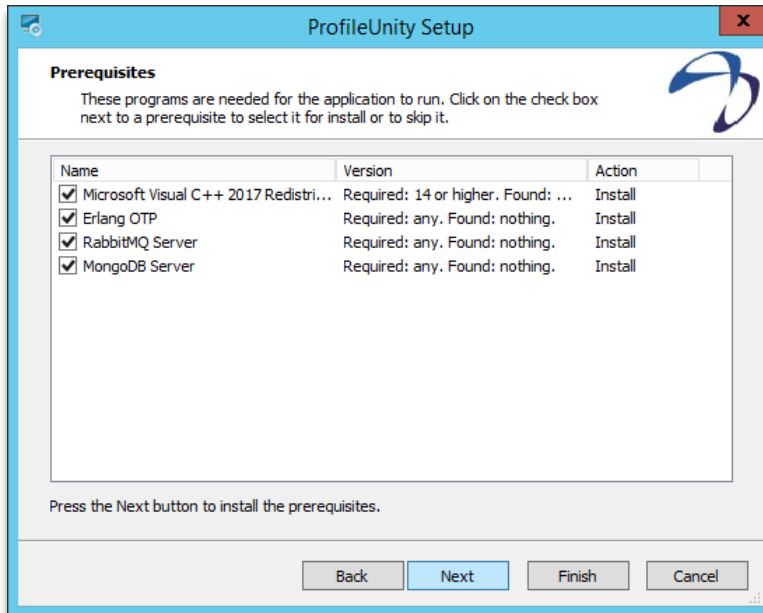 ProfileUnity Setup
x
Prerequisites
These programs are needed for the application to run. Click on the check box
next to a prerequisite to select it for install or to skip it.
Name Version Action
Microsoft Visual C++ 2017 Redistri... Required: 14 or higher. Found: ... Install
Erlang OTP Required: any. Found: nothing. Install
RabbitMQ Server Required: any. Found: nothing. Install
MongoDB Server Required: any. Found: nothing. Install
Press the Next button to install the prerequisites.
Back Next Finish Cancel